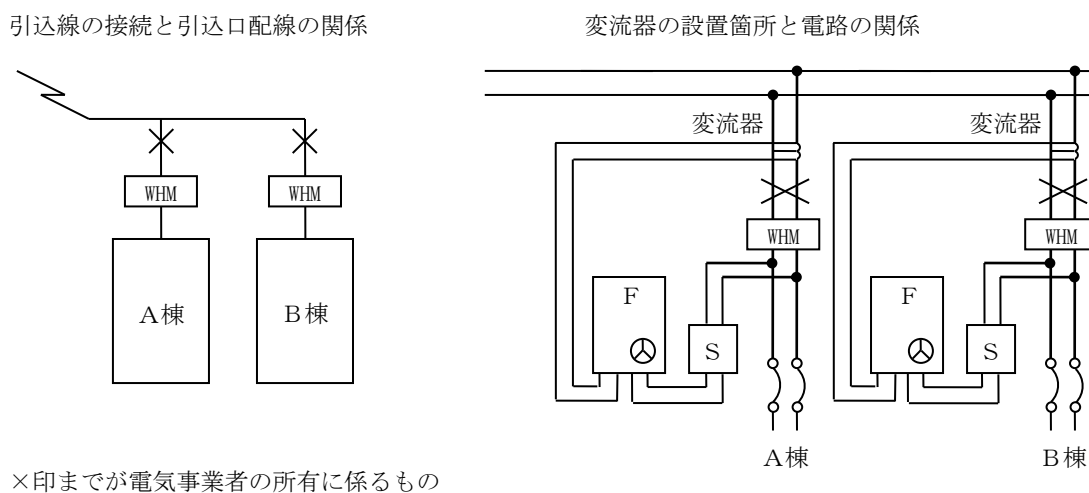 引込線の接続と引込口配線の関係
変流器の設置箇所と電路の関係
変流器
変流器
WHM
WHM
WHM
WHM
F
F
A棟
B棟
S
S
A棟
B棟
×印までが電気事業者の所有に係るもの